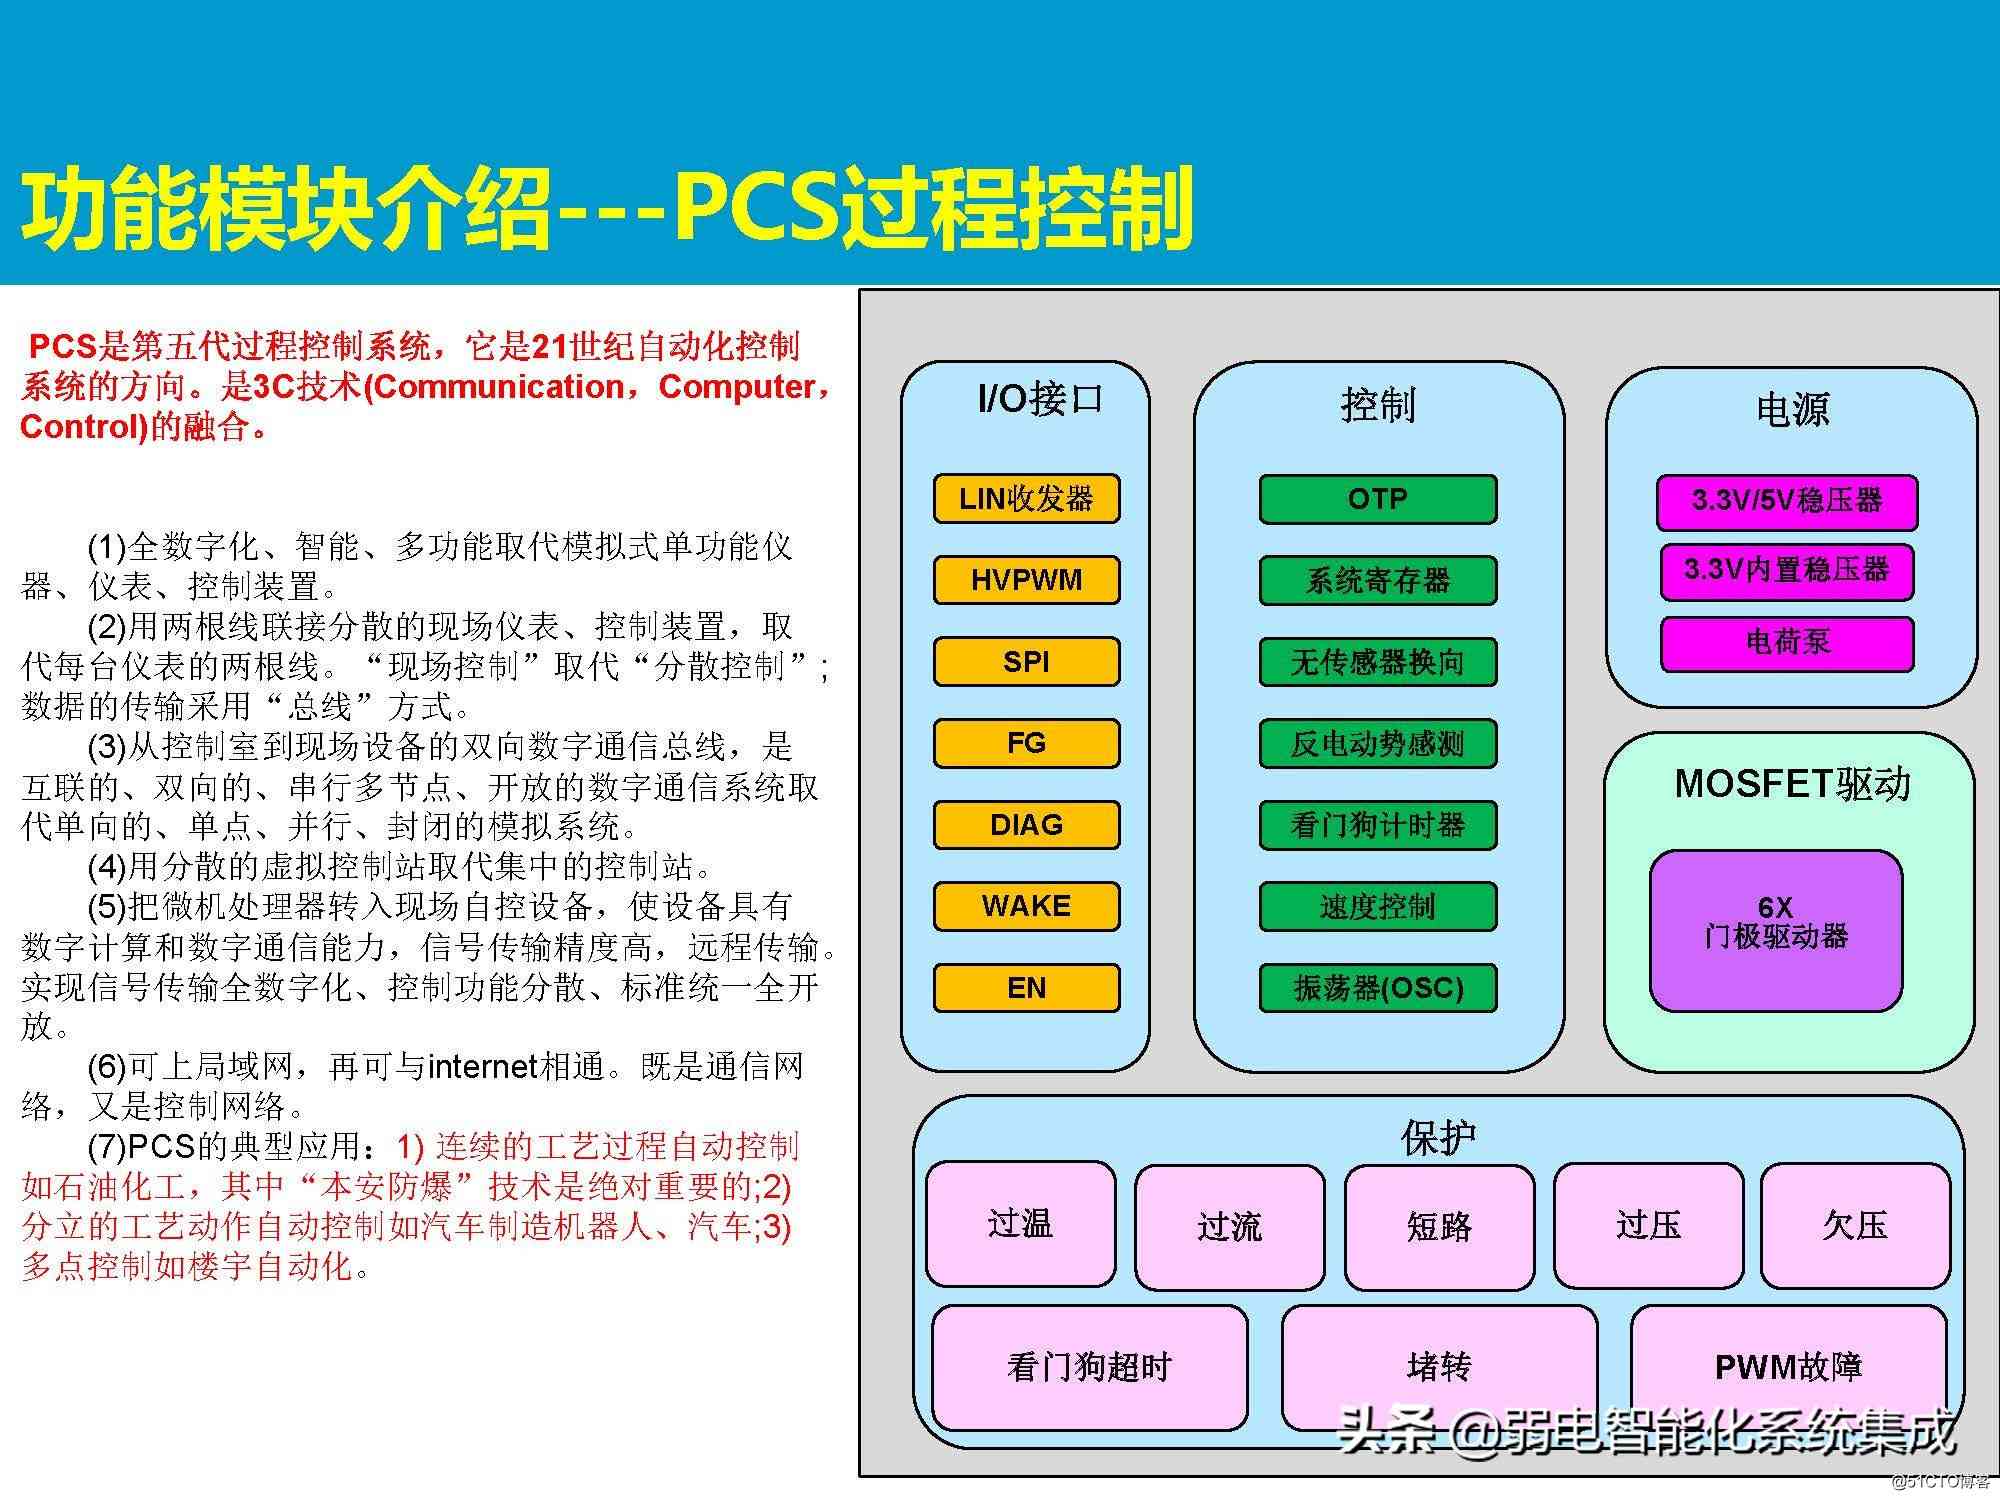 功能模块介绍---PCS过程控制
PCS是第五代过程控制系统，它是21世纪自动化控制
系统的方向。是3C技术(Communication，Computer，
Control)的融合。
(1)全数字化、智能、多功能取代模拟式单功能仪
器、仪表、控制装置。
(2)用两根线联接分散的现场仪表、控制装置，取
代每台仪表的两根线。“现场控制”取代“分散控制”;
数据的传输采用“总线”方式。
(3)从控制室到现场设备的双向数字通信总线，是
互联的、双向的、串行多节点、开放的数字通信系统取
代单向的、单点、并行、封闭的模拟系统。
(4)用分散的虚拟控制站取代集中的控制站。
(5)把微机处理器转入现场自控设备，使设备具有
数字计算和数字通信能力，信号传输精度高，远程传输。
实现信号传输全数字化、控制功能分散、标准统一全开
放。
(6)可上局域网，再可与internet相通。既是通信网
络，又是控制网络。
(7)PCS的典型应用：1) 连续的工艺过程自动控制
如石油化工，其中“本安防爆”技术是绝对重要的;2)
分立的工艺动作自动控制如汽车制造机器人、汽车;3)
多点控制如楼宇自动化。
I/O接口
LIN收发器
HVPWM
SPI
FG
DIAG
WAKE
EN
控制
OTP
系统寄存器
无传感器换向
反电动势感测
看门狗计时器
速度控制
振荡器(OSC)
电源
3.3V/5V稳压器
3.3V内置稳压器
电荷泵
MOSFET驱动
6X
门极驱动器
保护
过温
过流
短路
过压
欠压
看门狗超时
堵转
PWM故障
头条 @弱电智能化系统集成
@51CTO博客